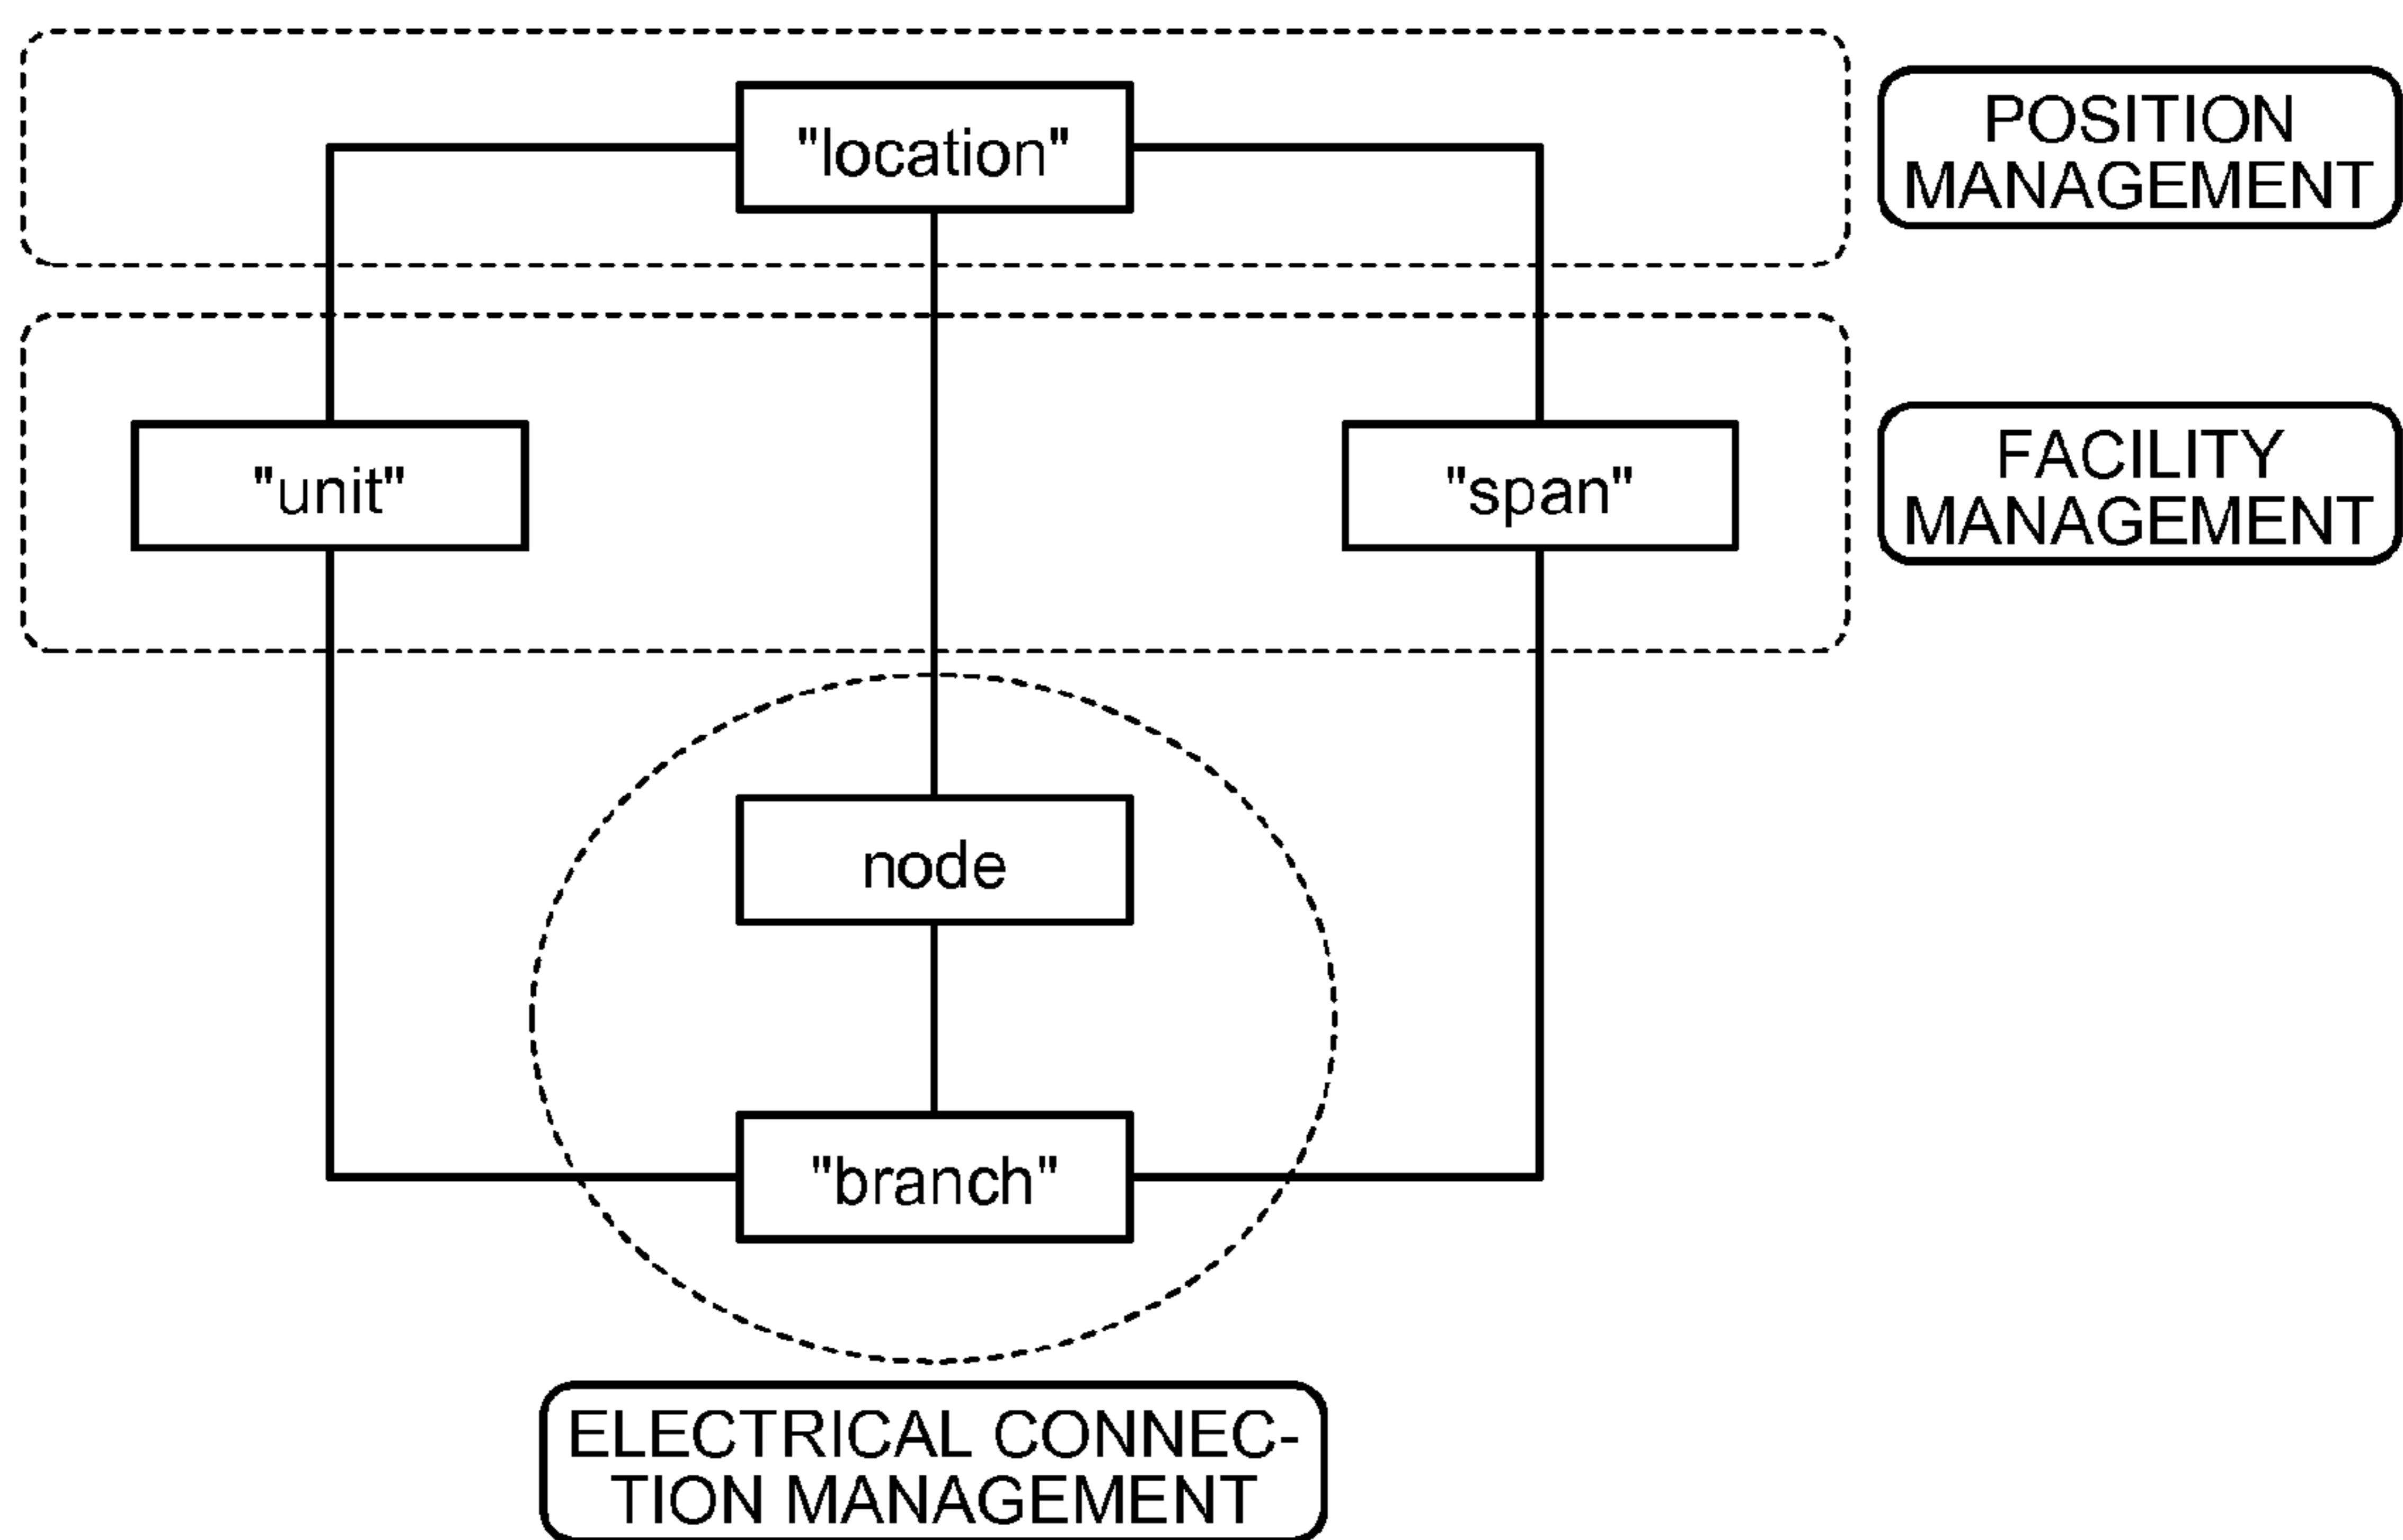 "location"
POSITION
MANAGEMENT
"unit"
"span"
FACILITY
MANAGEMENT
node
"branch"
ELECTRICAL CONNEC-
TION MANAGEMENT